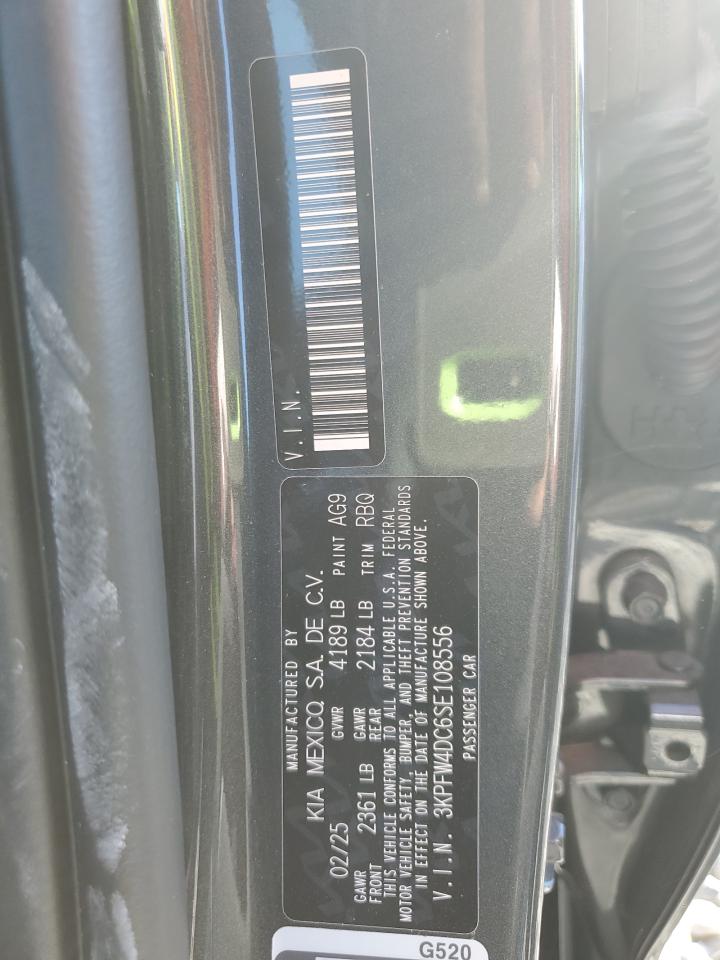 MANUFACTURED BY
KIA MEXICO, S.A. DE C.V.
02/25 GVWR 4189 LB PAINT AG9
GAWR FRONT 2361 LB GAWR REAR 2184 LB TRIM RBQ
THIS VEHICLE CONFORMS TO ALL APPLICABLE U.S.A. FEDERAL
MOTOR VEHICLE SAFETY, BUMPER, AND THEFT PREVENTION STANDARDS
IN EFFECT ON THE DATE OF MANUFACTURE SHOWN ABOVE.
V.I.N. 3KPFW4DC6SE108556
PASSENGER CAR
V.I.N.
G520